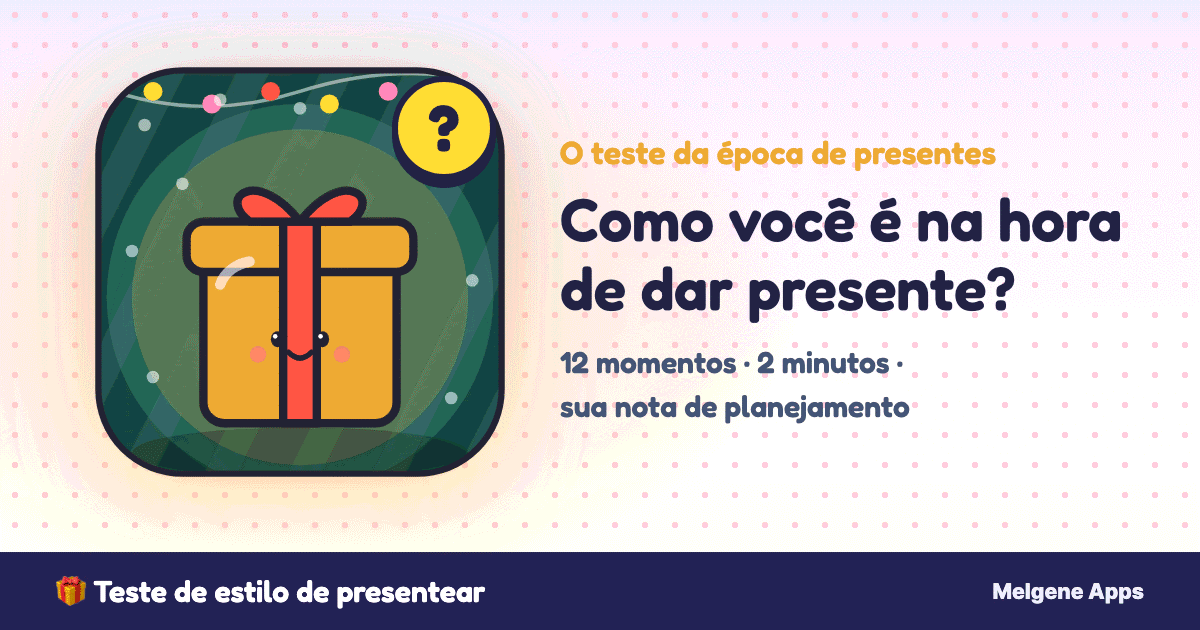 ?
O teste da época de presentes
Como você é na hora
de dar presente?
12 momentos · 2 minutos ·
sua nota de planejamento
🎁 Teste de estilo de presentear
Melgene Apps